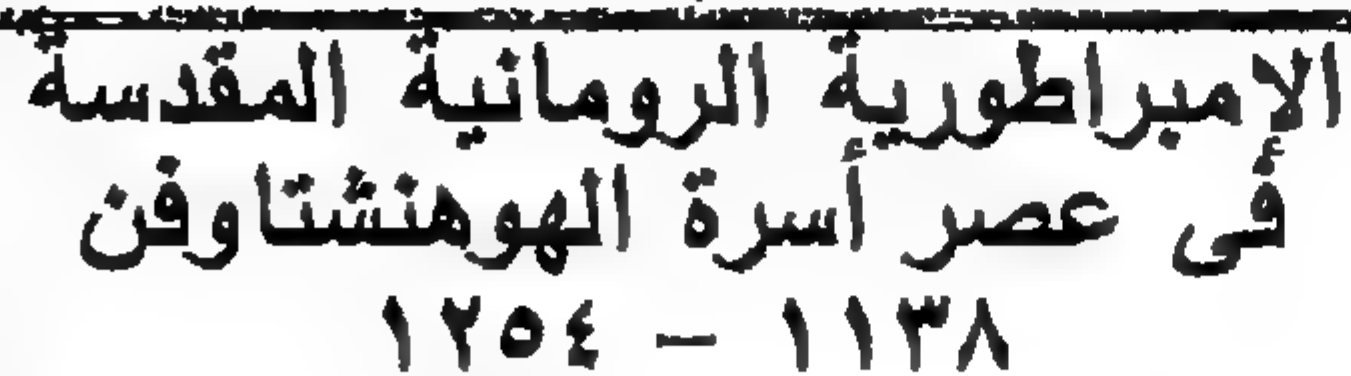 الإمبراطورية الرومانية المقدسة
فى عصر أسرة الهوهنشتاوفن
١١٣٨ – ١٢٥٤